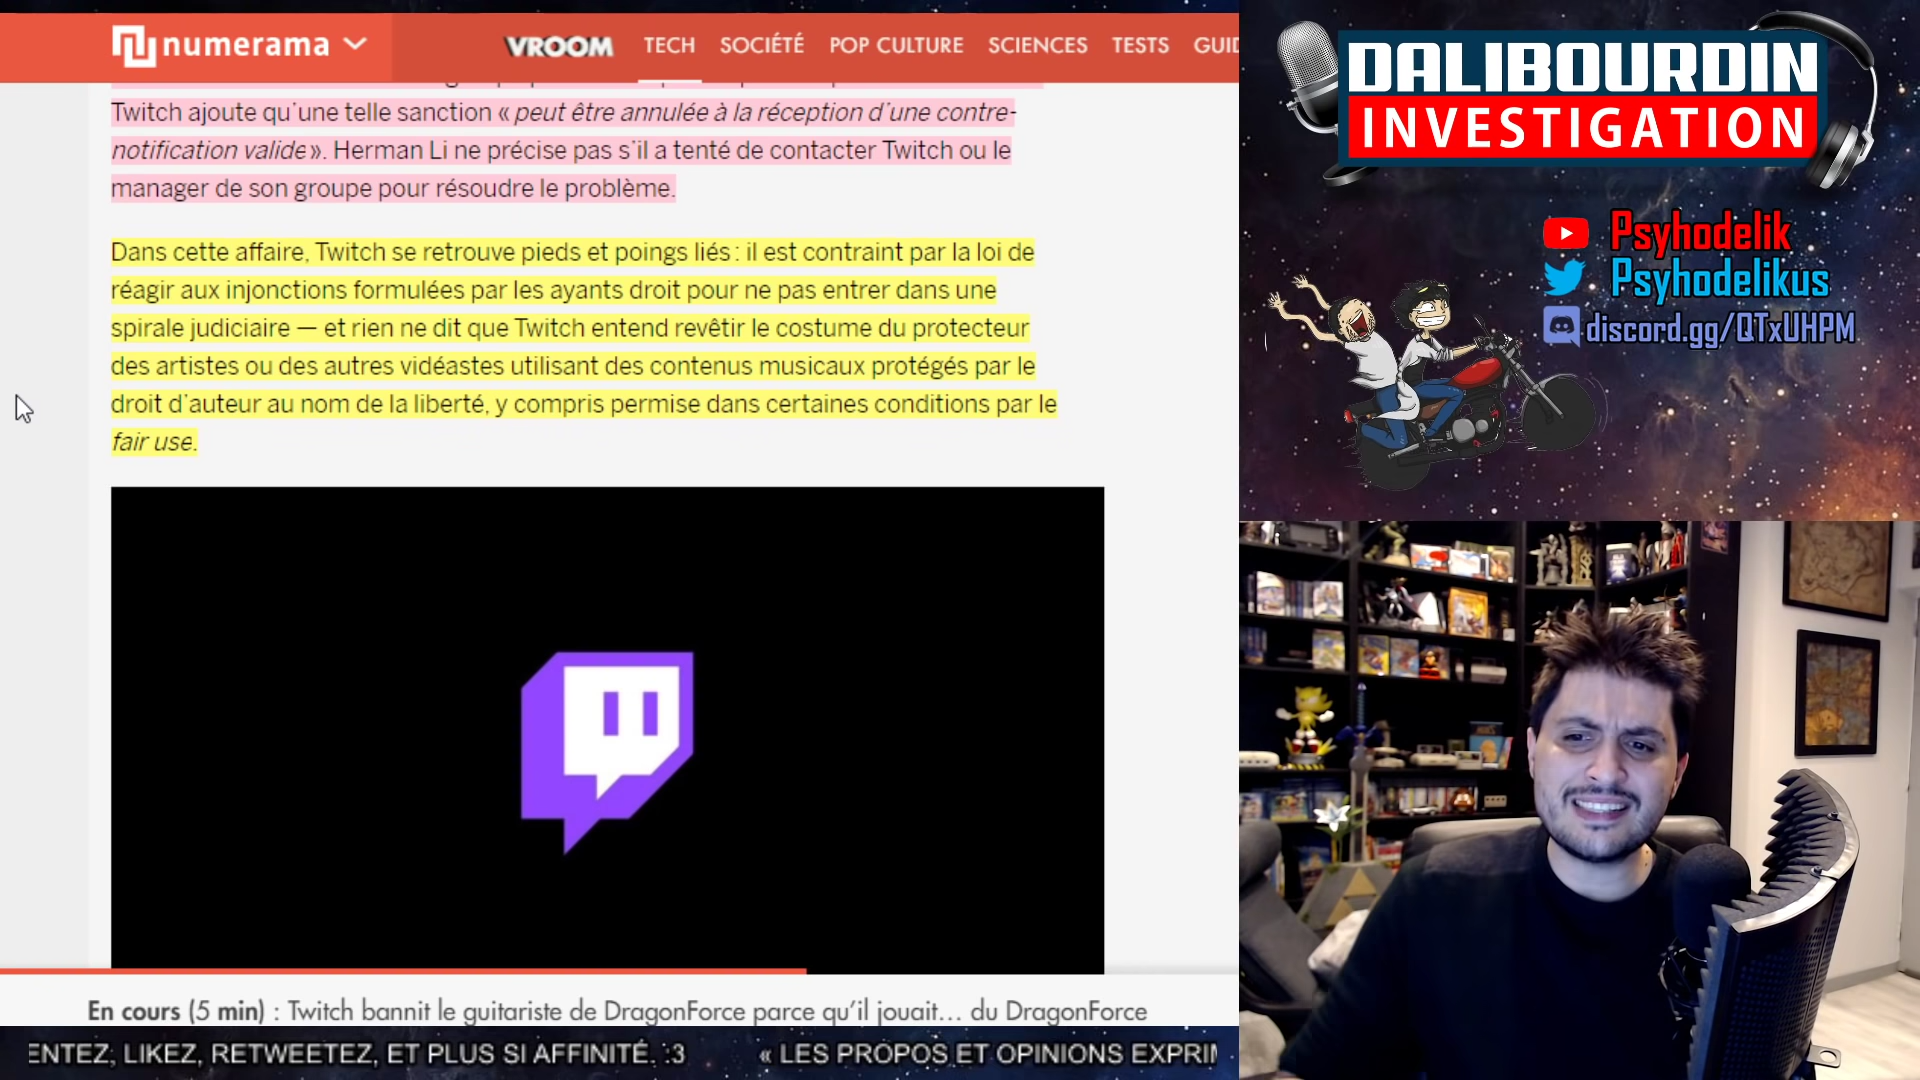 numerama
VROOM TECH SOCIÉTÉ POP CULTURE SCIENCES TESTS GUID
Twitch ajoute qu'une telle sanction « peut être annulée à la réception d'une contre-
notification valide ». Herman Li ne précise pas s'il a tenté de contacter Twitch ou le
manager de son groupe pour résoudre le problème.
Dans cette affaire, Twitch se retrouve pieds et poings liés : il est contraint par la loi de
réagir aux injonctions formulées par les ayants droit pour ne pas entrer dans une
spirale judiciaire — et rien ne dit que Twitch entend revêtir le costume du protecteur
des artistes ou des autres vidéastes utilisant des contenus musicaux protégés par le
droit d'auteur au nom de la liberté, y compris permise dans certaines conditions par le
fair use.
En cours (5 min) : Twitch bannit le guitariste de DragonForce parce qu'il jouait... du DragonForce
ENTEZ, LIKEZ, RETWEETEZ, ET PLUS SI AFFINITÉ. :3 « LES PROPOS ET OPINIONS EXPRIM
DALIBOURDIN
INVESTIGATION
Psyhodelik
Psyhodelikus
discord.gg/QTxUHPM